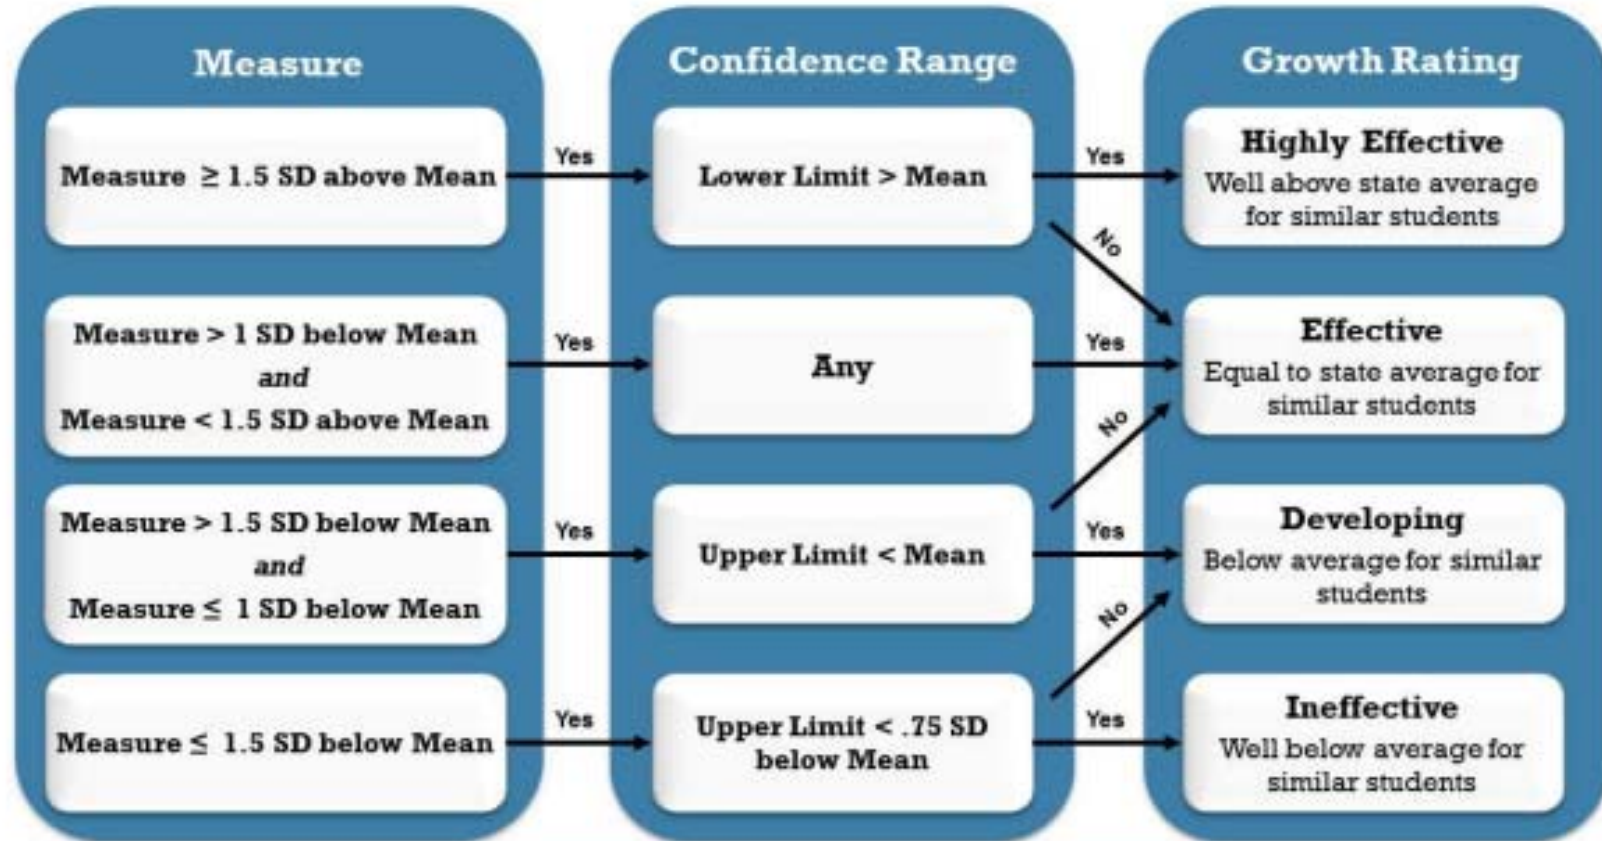 Measure
Confidence Range
Growth Rating
Measure ≥ 1.5 SD above Mean
Yes
Lower Limit > Mean
Yes
Highly Effective
Well above state average
for similar students
No
Measure > 1 SD below Mean
and
Measure < 1.5 SD above Mean
Yes
Any
Yes
Effective
Equal to state average for
similar students
No
Measure > 1.5 SD below Mean
and
Measure ≤ 1 SD below Mean
Yes
Upper Limit < Mean
Yes
Developing
Below average for similar
students
No
Measure ≤ 1.5 SD below Mean
Yes
Upper Limit < .75 SD
below Mean
Yes
Ineffective
Well below average for
similar students